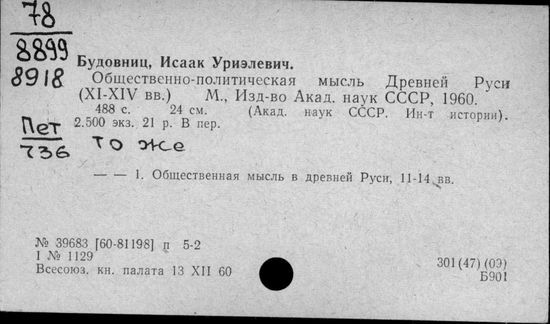 78
8899
8918
Будовниц, Исаак Уриэлевич.
Общественно-политическая мысль Древней Руси
(XI-XIV вв.) М., Изд-во Акад. наук СССР, 1960.
488 с. 24 см. (Акад. наук СССР. Ин-т истории).
2.500 экз. 21 р. В пер.
Пет
736
то же
— — 1. Общественная мысль в древней Руси, 11-14 вв.
№ 39683 [60-81198] п 5-2
I № 1129
Всесоюз. кн. палата 13 XII 60
301(47)(09)
Б901